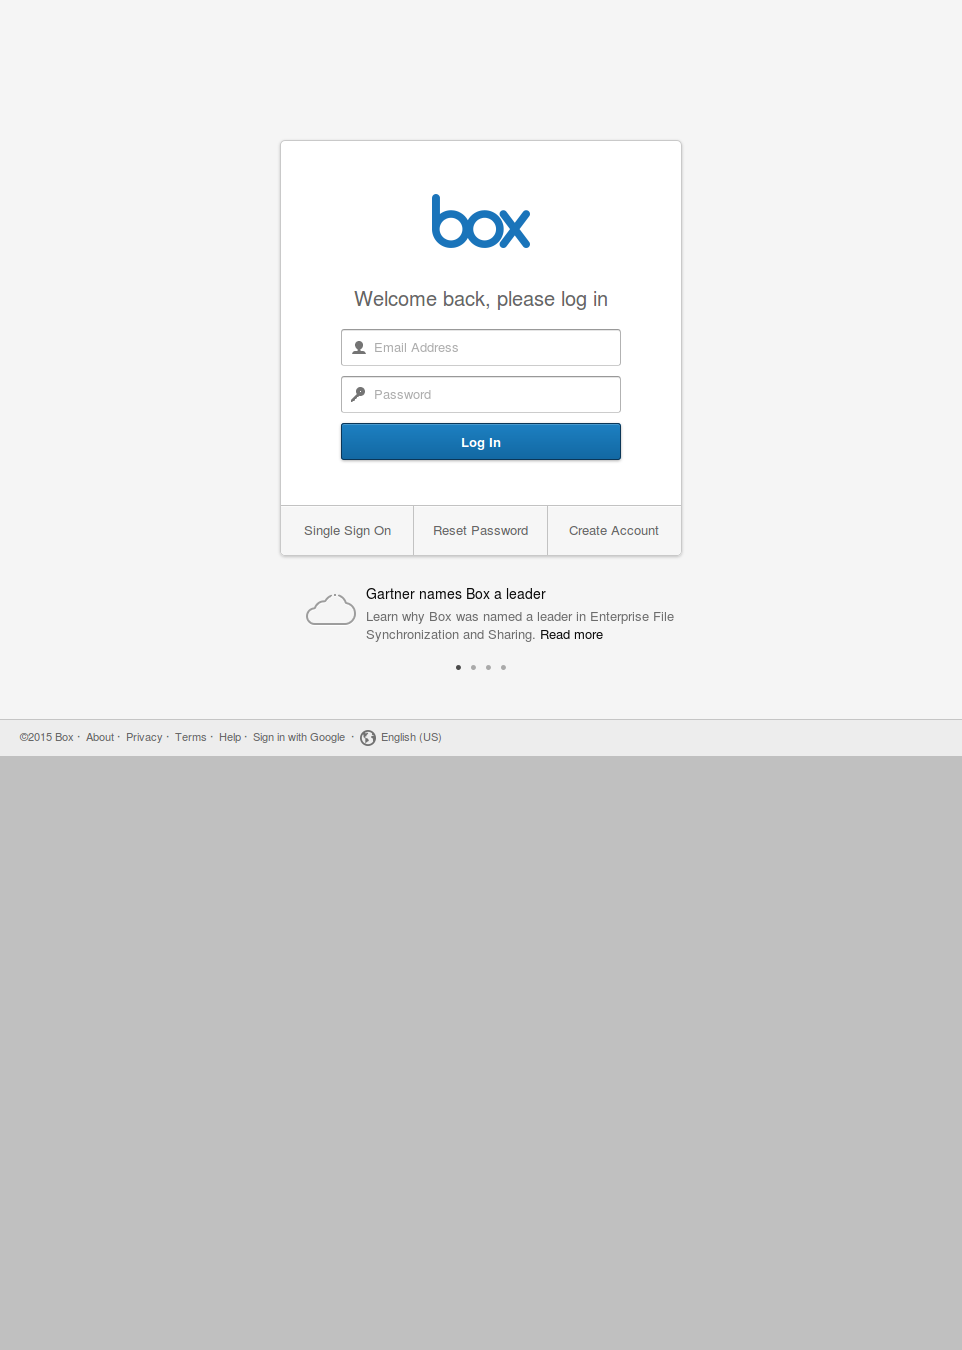 box
Welcome back, please log in
Email Address
Password
Log In
Single Sign On Reset Password Create Account
Gartner names Box a leader
Learn why Box was named a leader in Enterprise File
Synchronization and Sharing. Read more
©2015 Box · About · Privacy · Terms · Help · Sign in with Google · English (US)